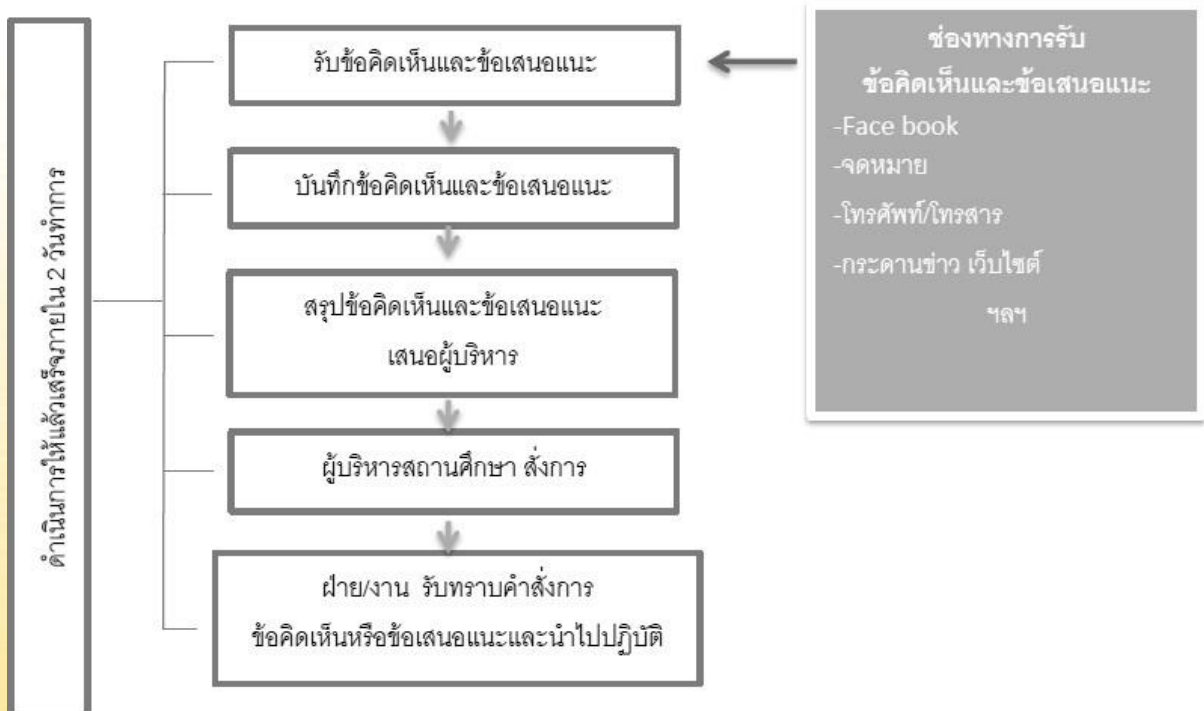 ดำเนินการให้แล้วเสร็จภายใน 2 วันทำการ
รับข้อคิดเห็นและข้อเสนอแนะ
บันทึกข้อคิดเห็นและข้อเสนอแนะ
สรุปข้อคิดเห็นและข้อเสนอแนะ
เสนอผู้บริหาร
ผู้บริหารสถานศึกษา สั่งการ
ฝ่าย/งาน รับทราบคำสั่งการ
ข้อคิดเห็นหรือข้อเสนอแนะและนำไปปฏิบัติ
ช่องทางการรับ
ข้อคิดเห็นและข้อเสนอแนะ
-Face book
-จดหมาย
-โทรศัพท์/โทรสาร
-กระดานข่าว เว็บไซต์
ฯลฯ